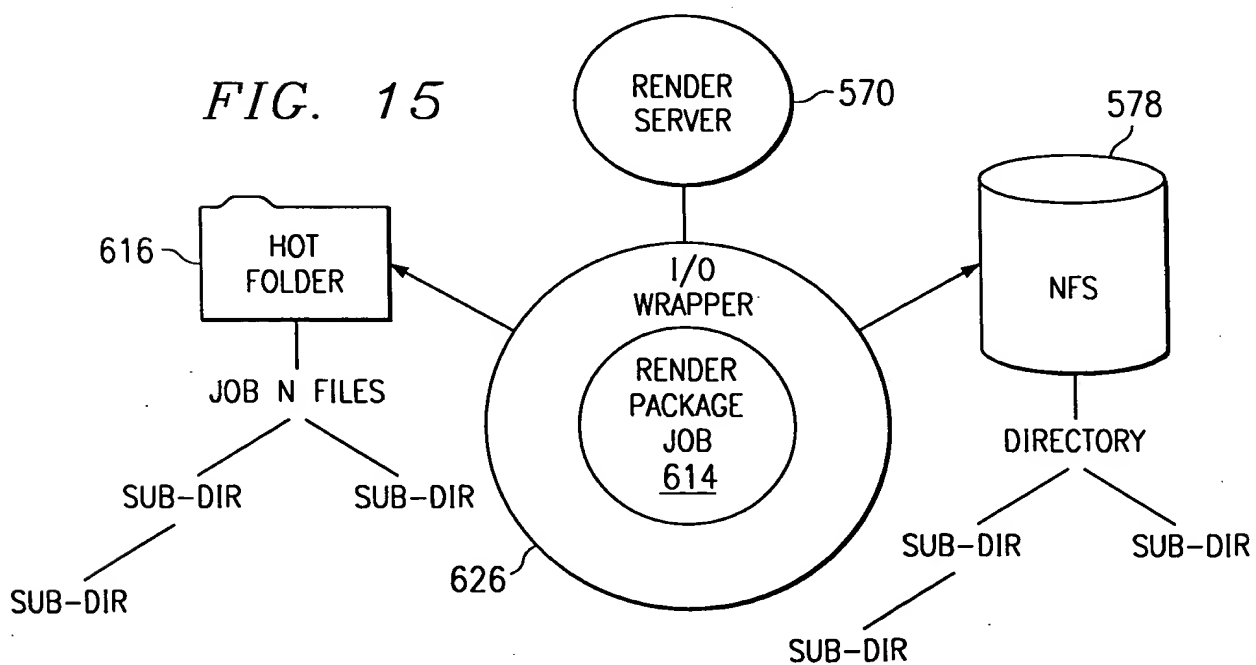 FIG. 15
RENDER
SERVER
570
578
616
HOT
FOLDER
I/O
WRAPPER
NFS
RENDER
PACKAGE
JOB
614
JOB N FILES
DIRECTORY
SUB-DIR
SUB-DIR
SUB-DIR
SUB-DIR
626
SUB-DIR
SUB-DIR